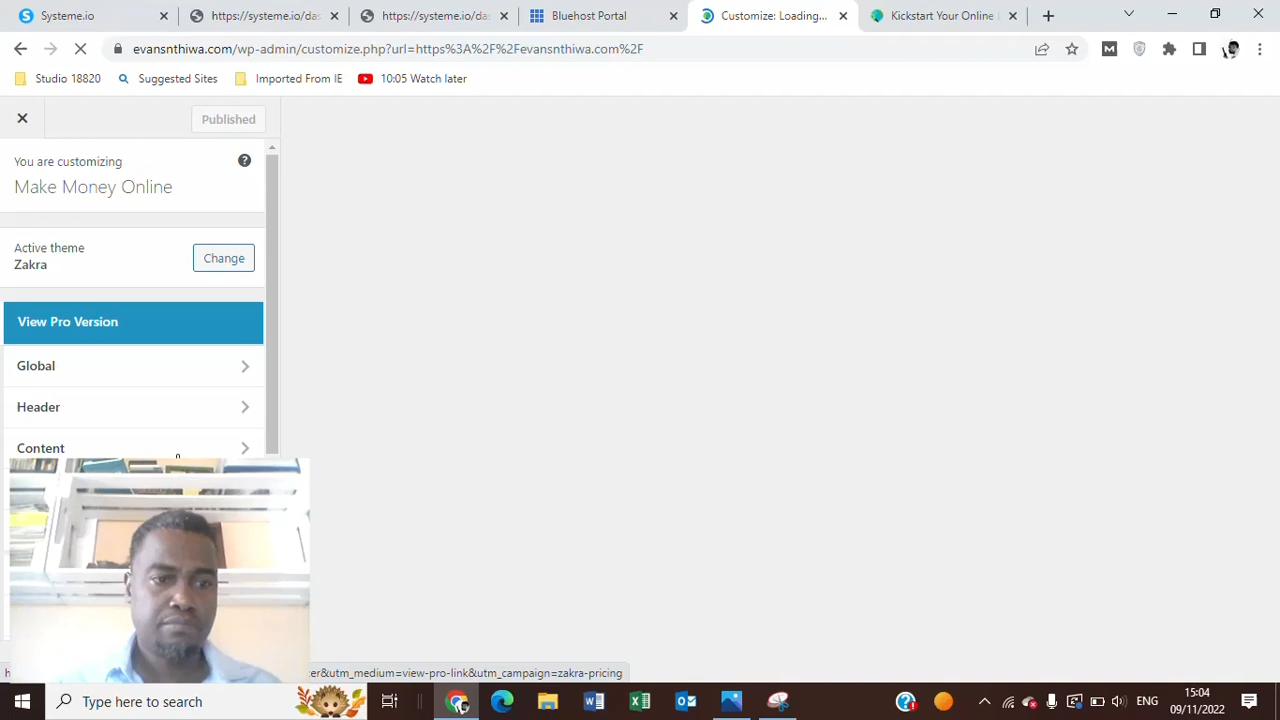 Systeme.io
https://systeme.io/das
https://systeme.io/das
Bluehost Portal
Customize: Loading...
Kickstart Your Online
evansnthiwa.com/wp-admin/customize.php?url=https%3A%2F%2Fevansnthiwa.com%2F
Studio 18820
Suggested Sites
Imported From IE
10:05 Watch later
Published
You are customizing
Make Money Online
Active theme
Zakra
Change
View Pro Version
Global
Header
Content
h
ter&utm_medium=view-pro-link&utm_campaign=zakra-pricing
Type here to search
ENG
15:04
09/11/2022